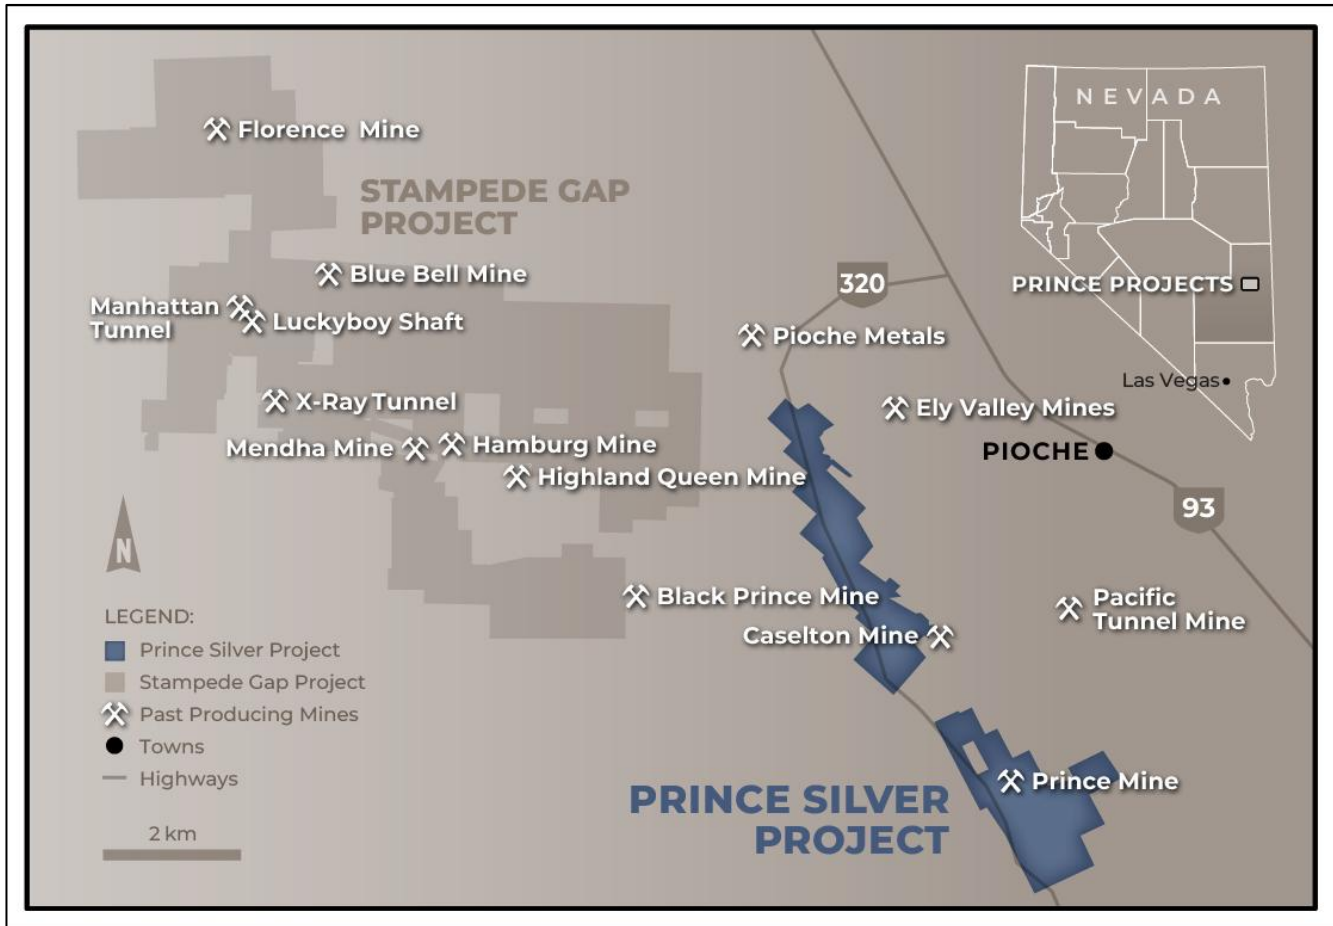 NEVADA
Florence Mine
STAMPEDE GAP
PROJECT
Blue Bell Mine
320
PRINCE PROJECTS
Manhattan
Tunnel
Luckyboy Shaft
Pioche Metals
Las Vegas
X-Ray Tunnel
Ely Valley Mines
Mendha Mine
Hamburg Mine
PIOCHE
Highland Queen Mine
93
N
Black Prince Mine
Pacific
Tunnel Mine
Caselton Mine
LEGEND:
Prince Silver Project
Stampede Gap Project
Past Producing Mines
Towns
Highways
2 km
Prince Mine
PRINCE SILVER
PROJECT